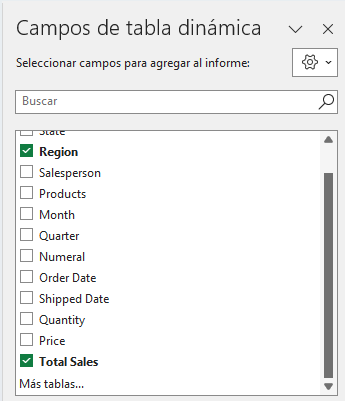 Campos de tabla dinámica
Seleccionar campos para agregar al informe:
Buscar
State
Region
Salesperson
Products
Month
Quarter
Numeral
Order Date
Shipped Date
Quantity
Price
Total Sales
Más tablas...